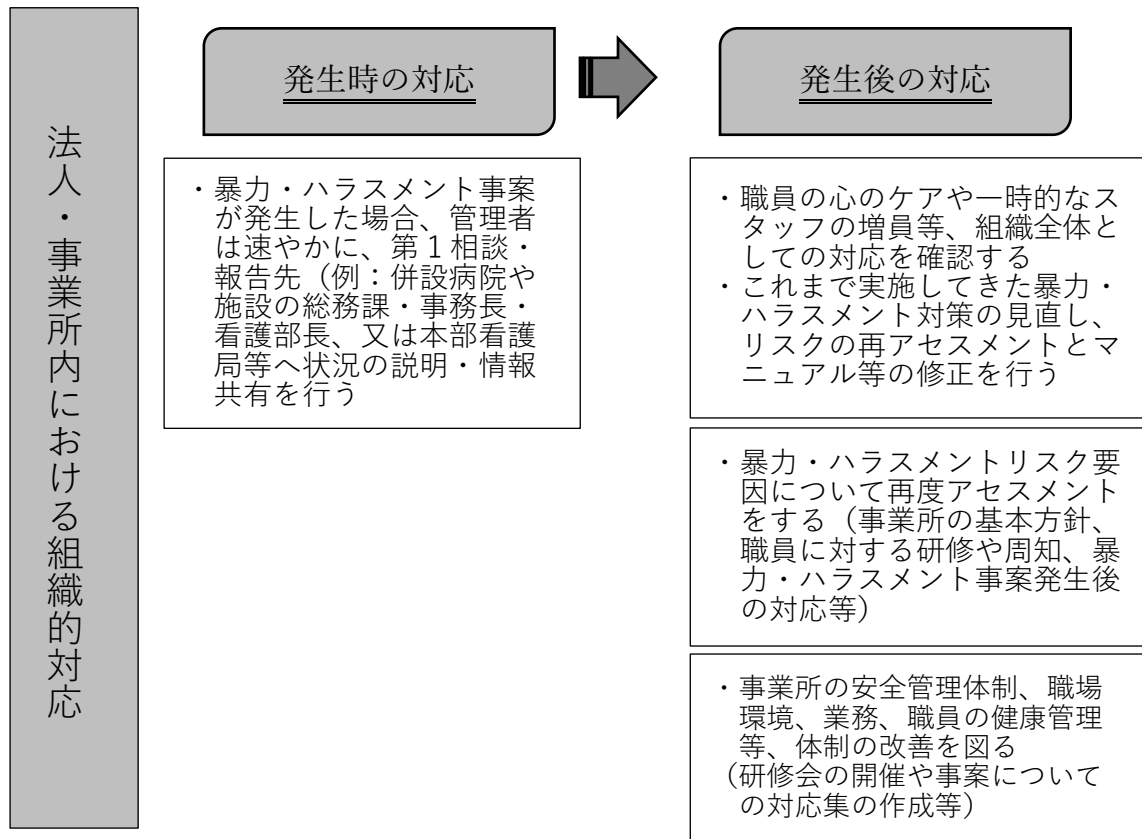 法人・事業所内における組織的対応
発生時の対応
・暴力・ハラスメント事案
が発生した場合、管理者
は速やかに、第1相談・
報告先（例：併設病院や
施設の総務課・事務長・
看護部長、又は本部看護
局等へ状況の説明・情報
共有を行う
発生後の対応
・職員の心のケアや一時的なス
タッフの増員等、組織全体と
しての対応を確認する
・これまで実施してきた暴力・
ハラスメント対策の見直し、
リスクの再アセスメントとマ
ニュアル等の修正を行う
・暴力・ハラスメントリスク要
因について再度アセスメント
をする（事業所の基本方針、
職員に対する研修や周知、暴
力・ハラスメント事案発生後
の対応等）
・事業所の安全管理体制、職場
環境、業務、職員の健康管理
等、体制の改善を図る
（研修会の開催や事案について
の対応集の作成等）